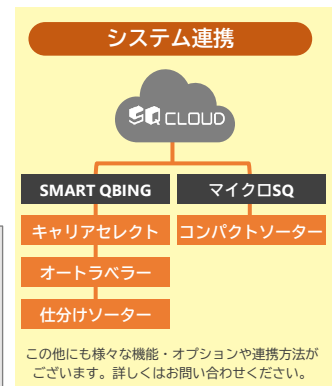 システム連携
SQ CLOUD
SMART QBING
マイクロSQ
キャリアセレクト
コンパクトソーター
オートラベラー
仕分けソーター
この他にも様々な機能・オプションや連携方法が
ございます。詳しくはお問い合わせください。